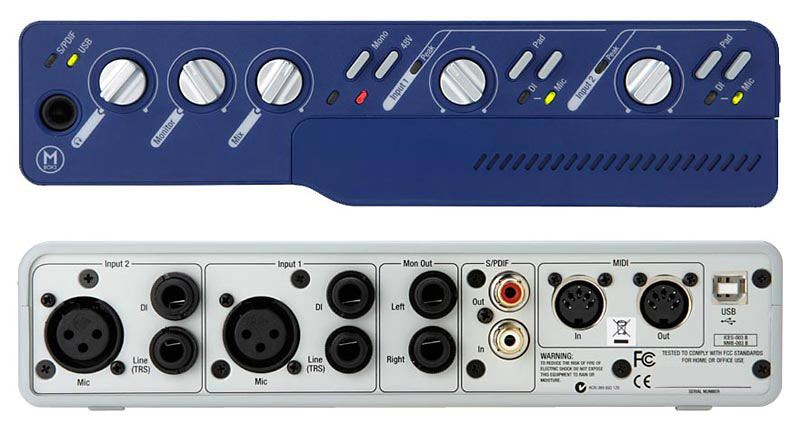 S/PDIF
USB
Mono
48V
Peak
Input 1
Pad
DI
Mic
Peak
Input 2
Pad
DI
Mic
Monitor
Mix
M
BOX2
Input 2
DI
Line
(TRS)
Mic
Input 1
DI
Line
(TRS)
Mic
Mon Out
Left
Right
S/PDIF
Out
In
MIDI
In
Out
USB
ICES-003 B
NMB-003 B
WARNING:
TO REDUCE THE RISK OF FIRE OF
ELECTRIC SHOCK DO NOT EXPOSE
THIS EQUIPMENT TO RAIN OR
MOISTURE.
FC
TESTED TO COMPLY WITH FCC STANDARDS
FOR HOME OR OFFICE USE
CE
SERIAL NUMBER